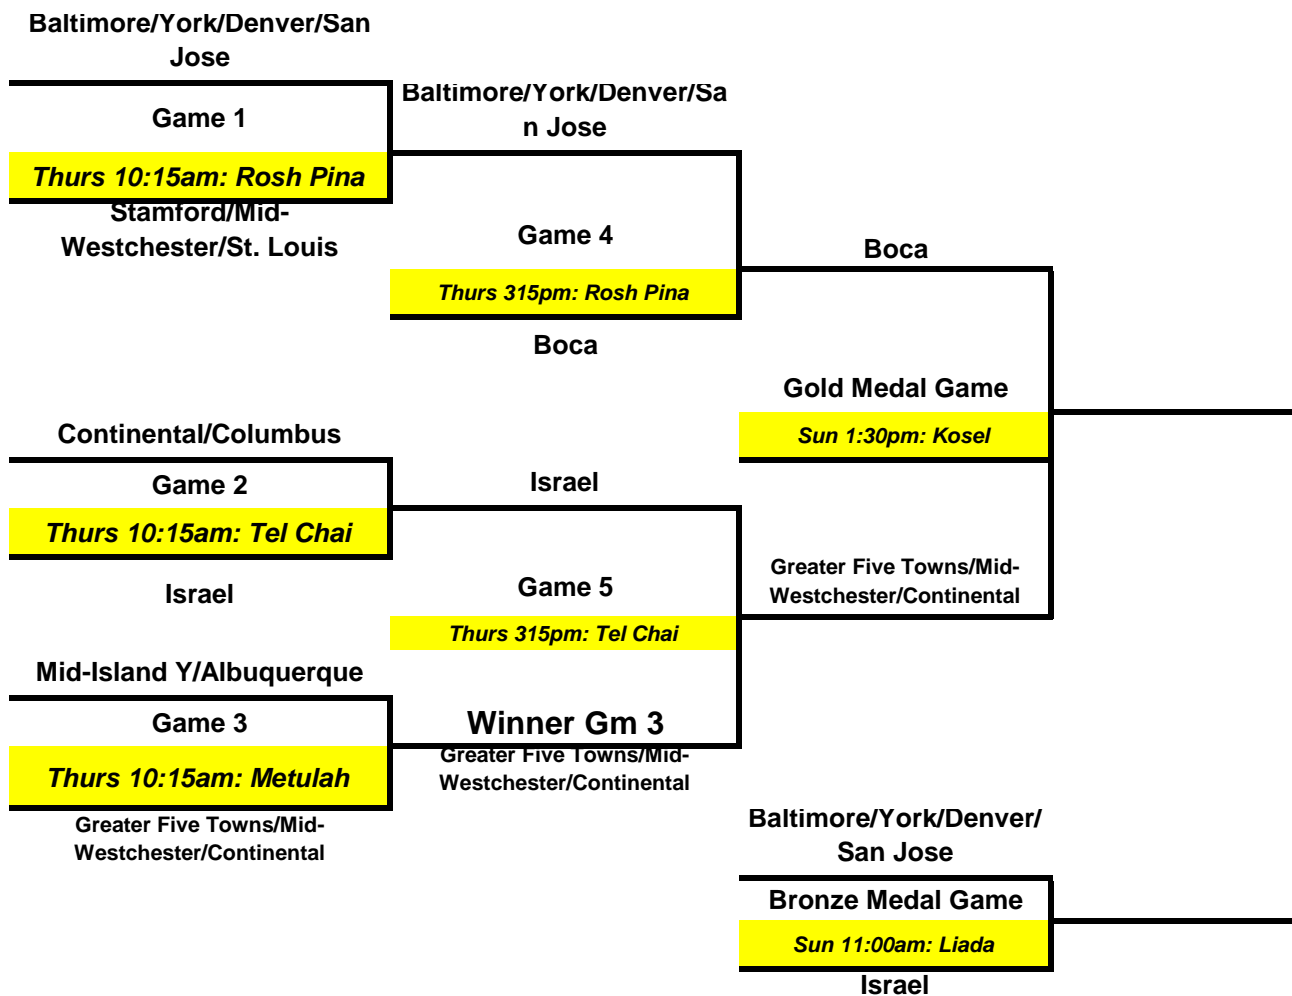 Baltimore/York/Denver/San
Jose
Game 1
Thurs 10:15am: Rosh Pina
Stamford/Mid-
Westchester/St. Louis
Baltimore/York/Denver/Sa
n Jose
Game 4
Thurs 315pm: Rosh Pina
Boca
Boca
Gold Medal Game
Sun 1:30pm: Kosel
Continental/Columbus
Game 2
Thurs 10:15am: Tel Chai
Israel
Israel
Game 5
Thurs 315pm: Tel Chai
Greater Five Towns/Mid-
Westchester/Continental
Mid-Island Y/Albuquerque
Game 3
Thurs 10:15am: Metulah
Greater Five Towns/Mid-
Westchester/Continental
Winner Gm 3
Greater Five Towns/Mid-
Westchester/Continental
Baltimore/York/Denver/
San Jose
Bronze Medal Game
Sun 11:00am: Liada
Israel